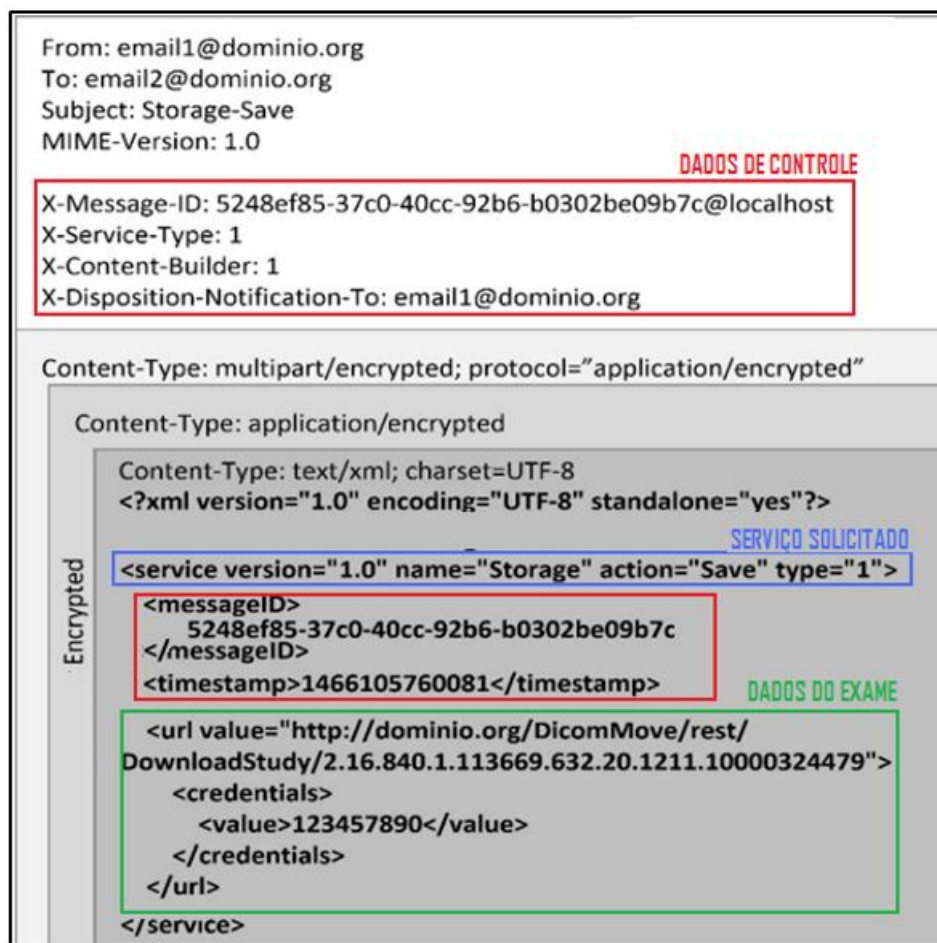 From: email1@dominio.org
To: email2@dominio.org
Subject: Storage-Save
MIME-Version: 1.0
DADOS DE CONTROLE
X-Message-ID: 5248ef85-37c0-40cc-92b6-b0302be09b7c@localhost
X-Service-Type: 1
X-Content-Builder: 1
X-Disposition-Notification-To: email1@dominio.org
Content-Type: multipart/encrypted; protocol=”application/encrypted”
Content-Type: application/encrypted
Encrypted
Content-Type: text/xml; charset=UTF-8
<?xml version="1.0" encoding="UTF-8" standalone="yes"?>
SERVIÇO SOLICITADO
<service version="1.0" name="Storage" action="Save" type="1">
<messageID>
5248ef85-37c0-40cc-92b6-b0302be09b7c
</messageID>
<timestamp>1466105760081</timestamp>
DADOS DO EXAME
<url value="http://dominio.org/DicomMove/rest/
DownloadStudy/2.16.840.1.113669.632.20.1211.10000324479">
<credentials>
<value>123457890</value>
</credentials>
</url>
</service>